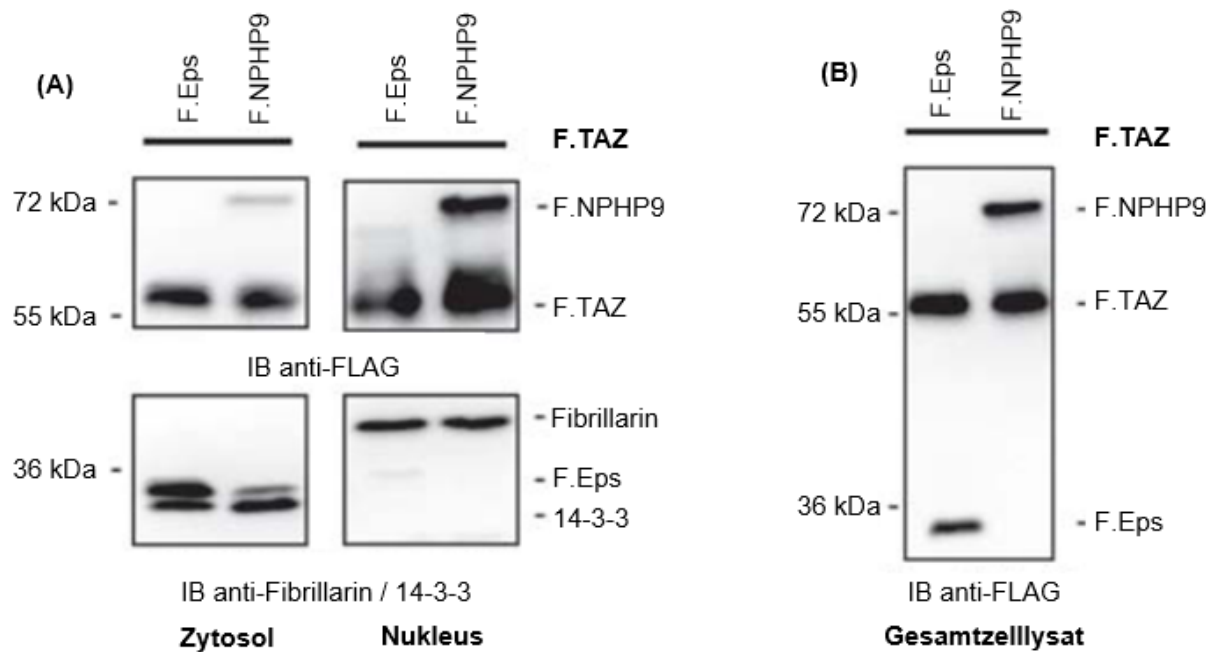 (A)
F.Eps
F.NPHP9
F.Eps
F.NPHP9
F.TAZ
72 kDa -
55 kDa -
- F.NPHP9
- F.TAZ
IB anti-FLAG
36 kDa -
- Fibrillarin
- F.Eps
- 14-3-3
IB anti-Fibrillarin / 14-3-3
Zytosol
Nukleus
(B)
F.Eps
F.NPHP9
F.TAZ
72 kDa -
55 kDa -
36 kDa -
- F.NPHP9
- F.TAZ
- F.Eps
IB anti-FLAG
Gesamtzelllysat